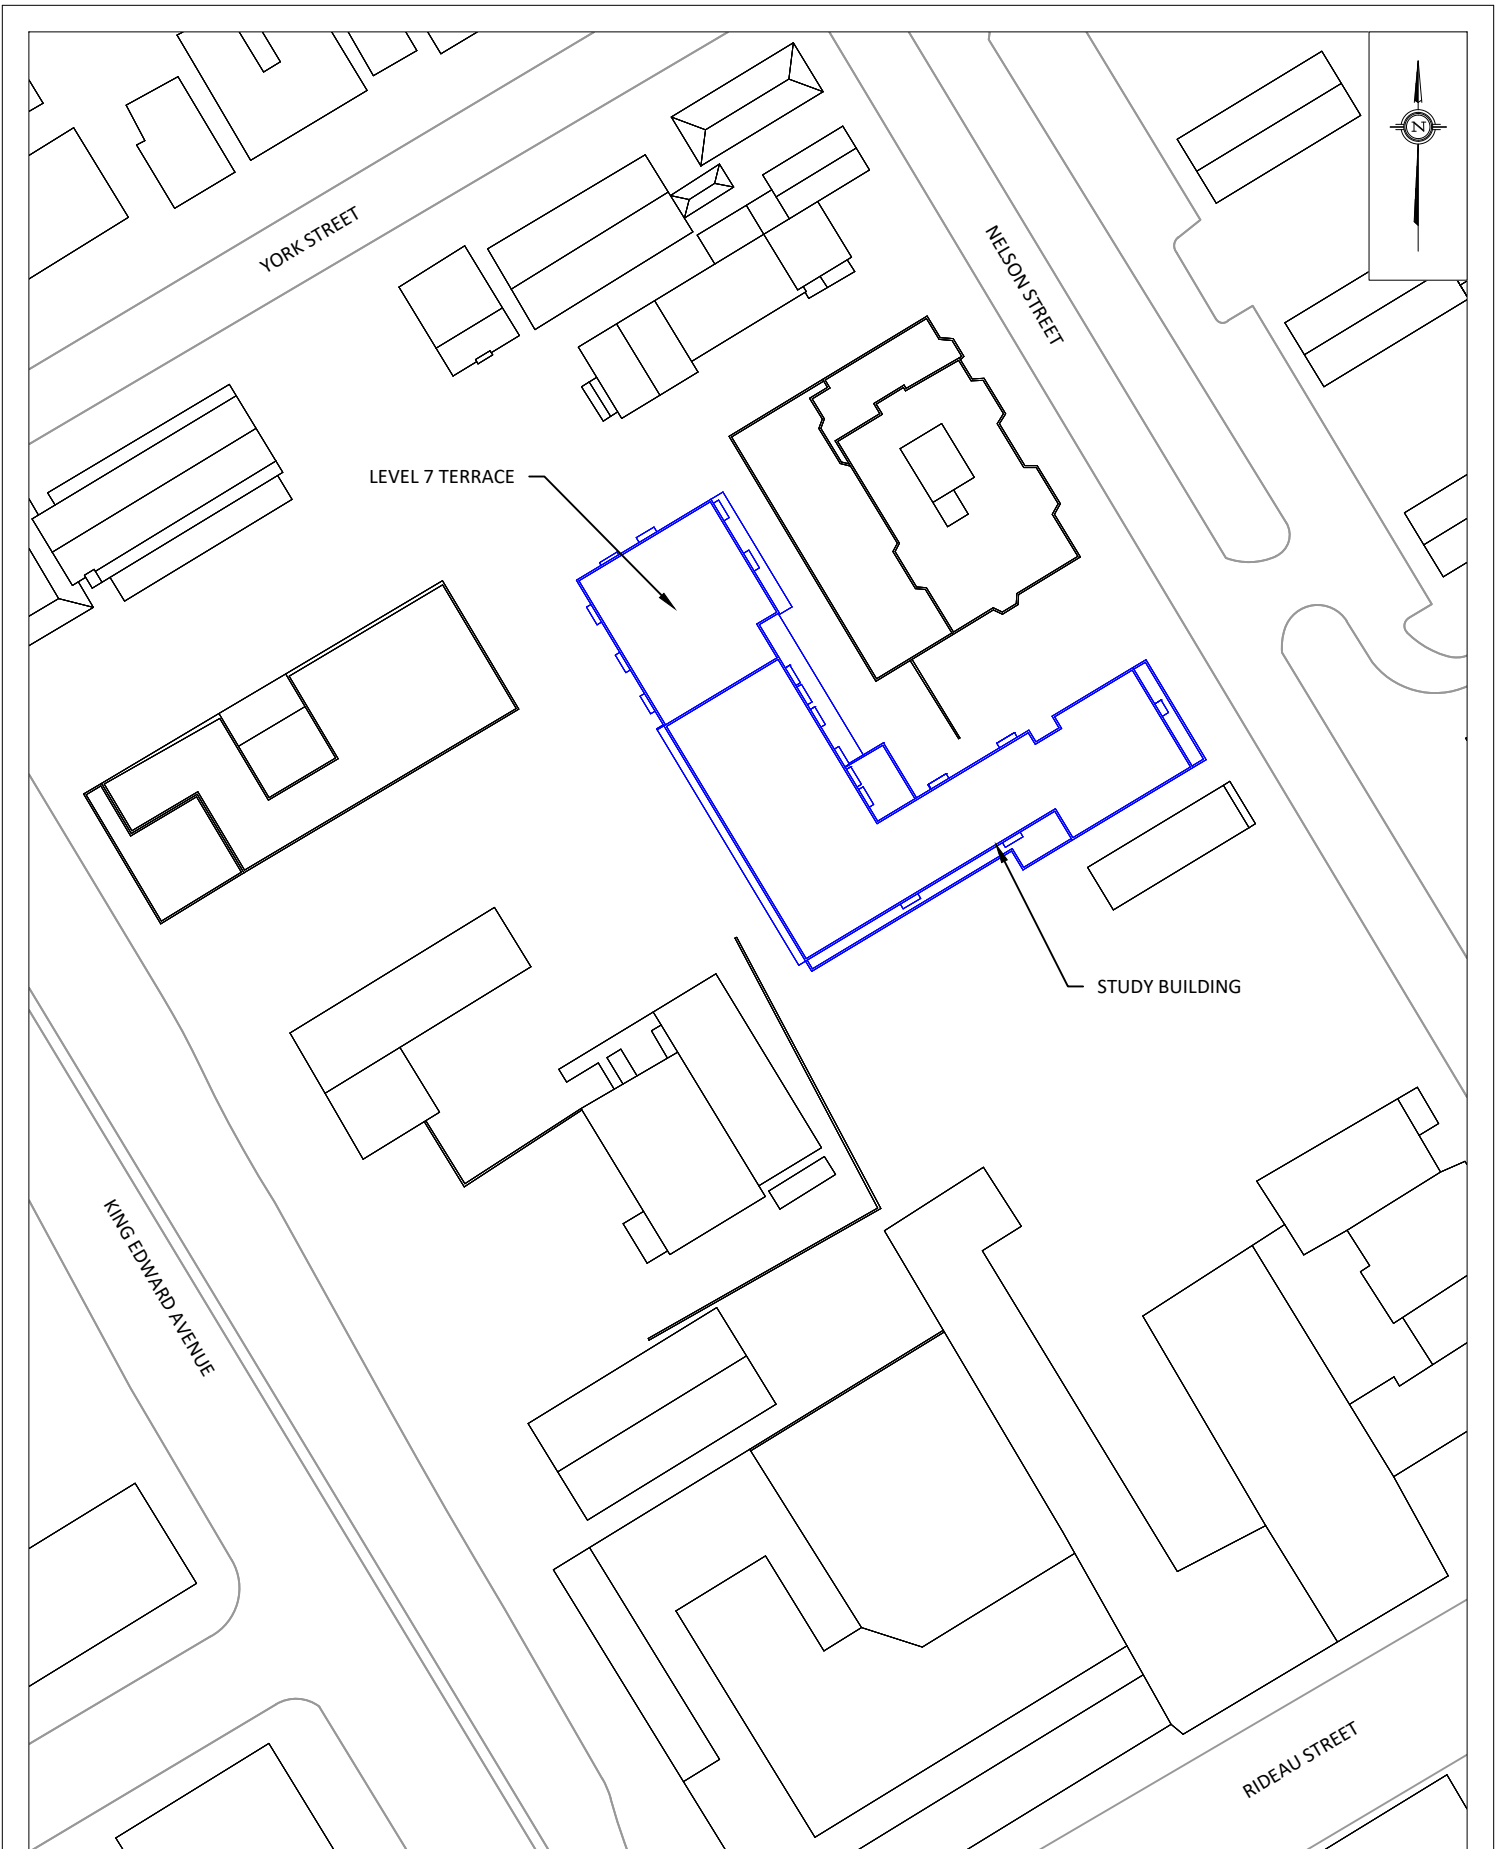 N
YORK STREET
NELSON STREET
LEVEL 7 TERRACE
STUDY BUILDING
KING EDWARD AVENUE
RIDEAU STREET